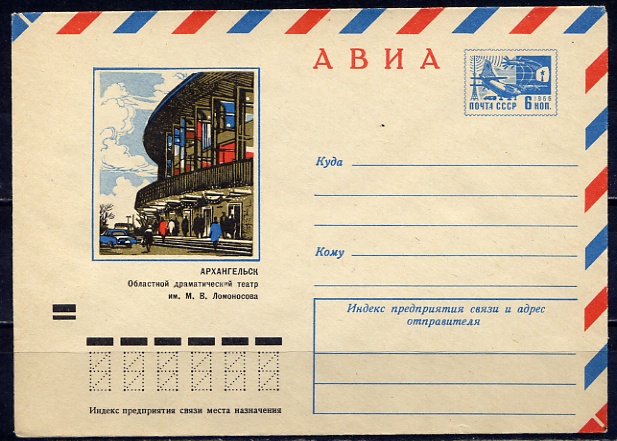 АВИА
1966
ПОЧТА СССР 6 КОП.
Куда
Кому
АРХАНГЕЛЬСК
Областной драматический театр
им. М. В. Ломоносова
Индекс предприятия связи и адрес
отправителя
Индекс предприятия связи места назначения